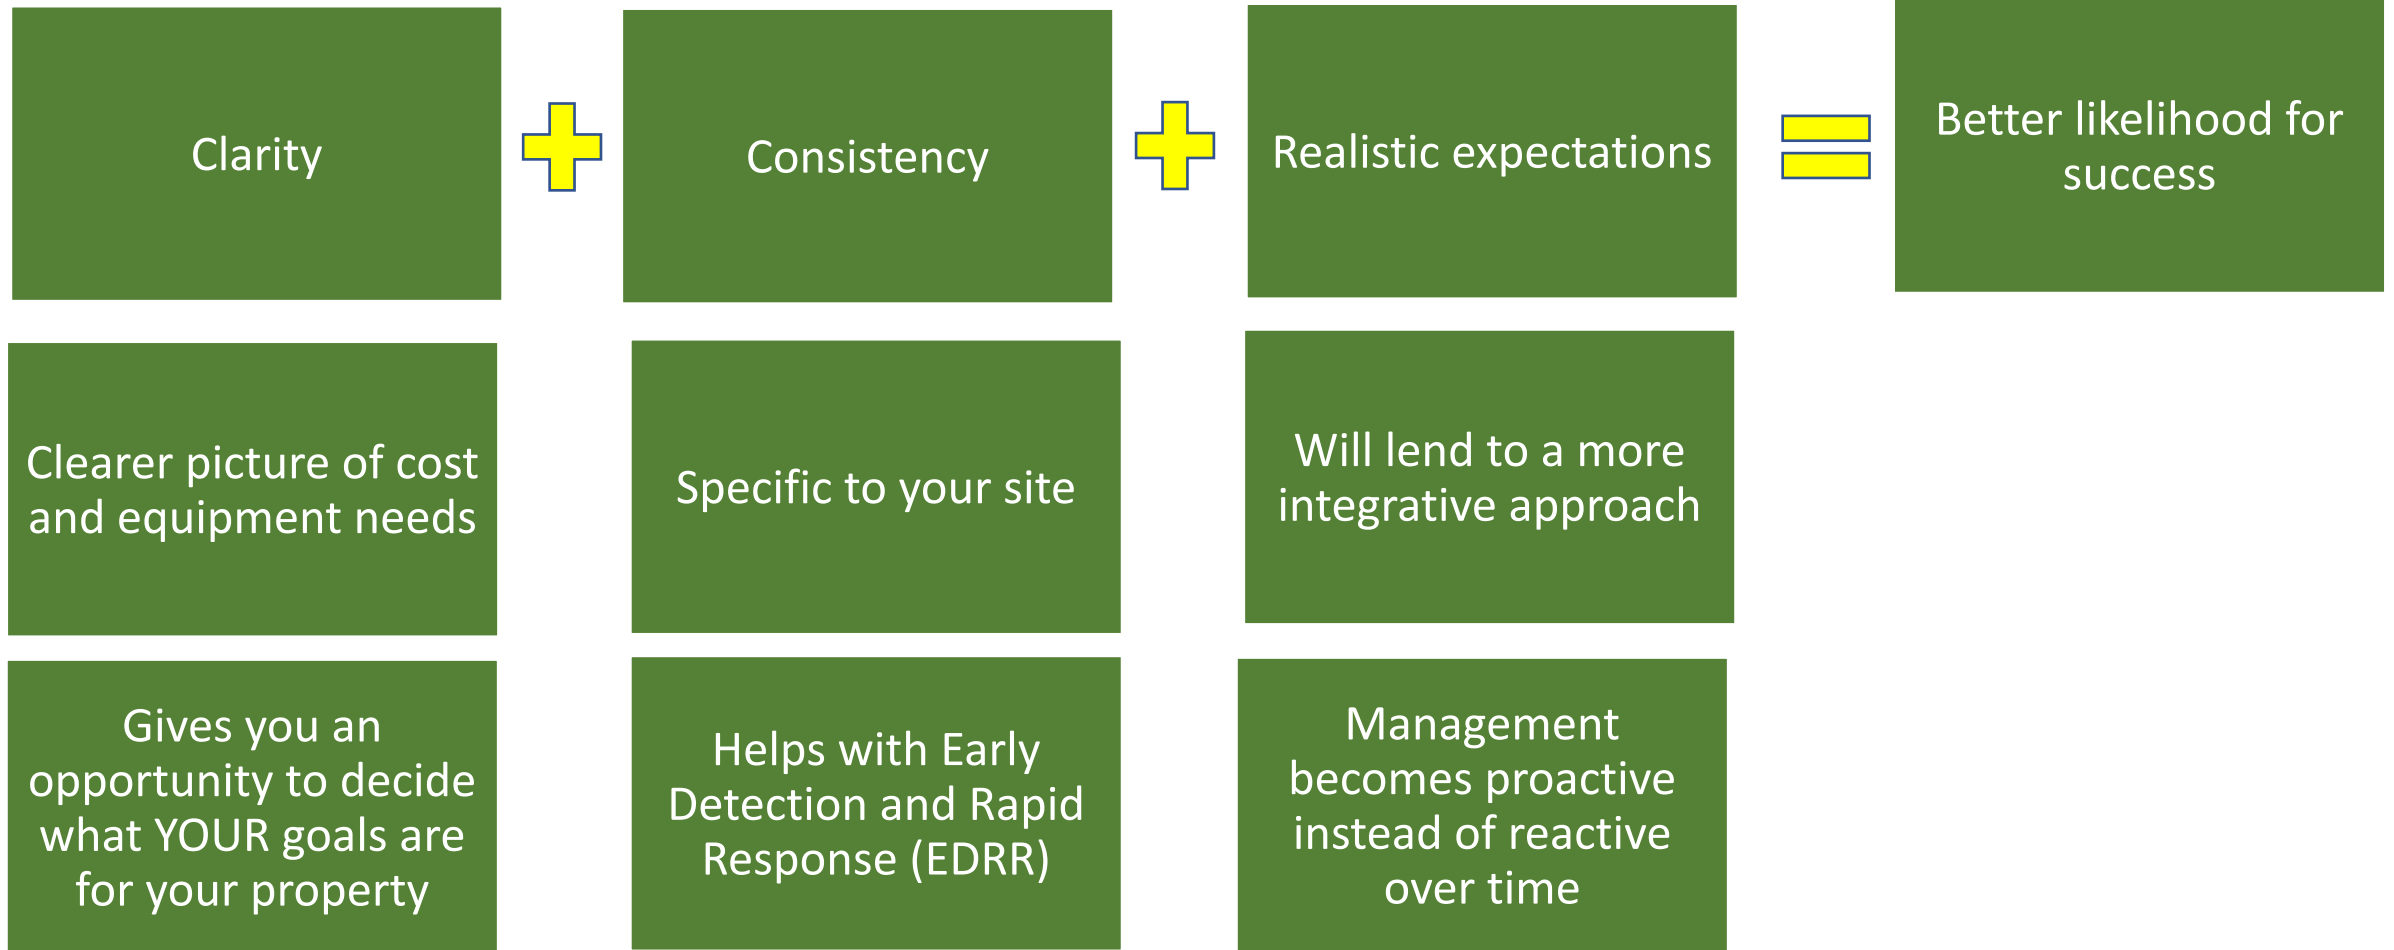 Clarity
Consistency
Realistic expectations
Better likelihood for
success
Clearer picture of cost
and equipment needs
Specific to your site
Will lend to a more
integrative approach
Gives you an
opportunity to decide
what YOUR goals are
for your property
Helps with Early
Detection and Rapid
Response (EDRR)
Management
becomes proactive
instead of reactive
over time